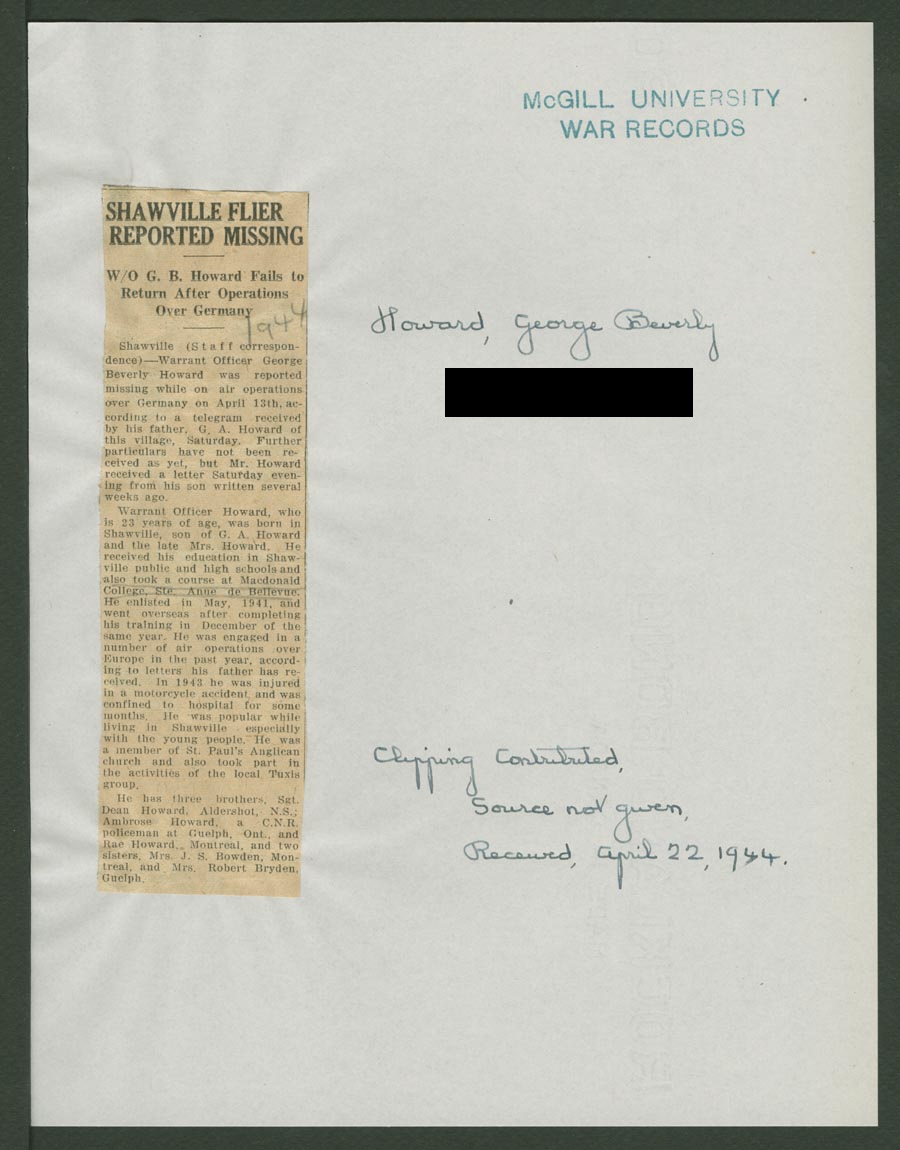 McGILL UNIVERSITY
WAR RECORDS
SHAWVILLE FLIER
REPORTED MISSING
W/O G. B. Howard Fails to
Return After Operations
Over Germany
1944
Shawville (Staff correspon-
dence)—Warrant Officer George
Beverly Howard was reported
missing while on air operations
over Germany on April 13th, ac-
cording to a telegram received
by his father, G. A. Howard of
this village, Saturday. Further
particulars have not been re-
ceived as yet, but Mr. Howard
received a letter Saturday even-
ing from his son written several
weeks ago.
Warrant Officer Howard, who
is 23 years of age, was born in
Shawville, son of G. A. Howard
and the late Mrs. Howard. He
received his education in Shaw-
ville public and high schools and
also took a course at Macdonald
College, Ste. Anne de Bellevue.
He enlisted in May, 1941, and
went overseas after completing
his training in December of the
same year. He was engaged in a
number of air operations over
Europe in the past year, accord-
ing to letters his father has re-
ceived. In 1943 he was injured
in a motorcycle accident and was
confined to hospital for some
months. He was popular while
living in Shawville especially
with the young people. He was
a member of St. Paul's Anglican
church and also took part in
the activities of the local Tuxis
group.
He has three brothers, Sgt.
Dean Howard, Aldershot, N.S.;
Ambrose Howard, a C.N.R.
policeman at Guelph, Ont., and
Rae Howard, Montreal, and two
sisters, Mrs. J. S. Bowden, Mon-
treal, and Mrs. Robert Bryden,
Guelph.
Howard, George Beverly
Clipping Contributed,
Source not given,
Received, April 22, 1944.